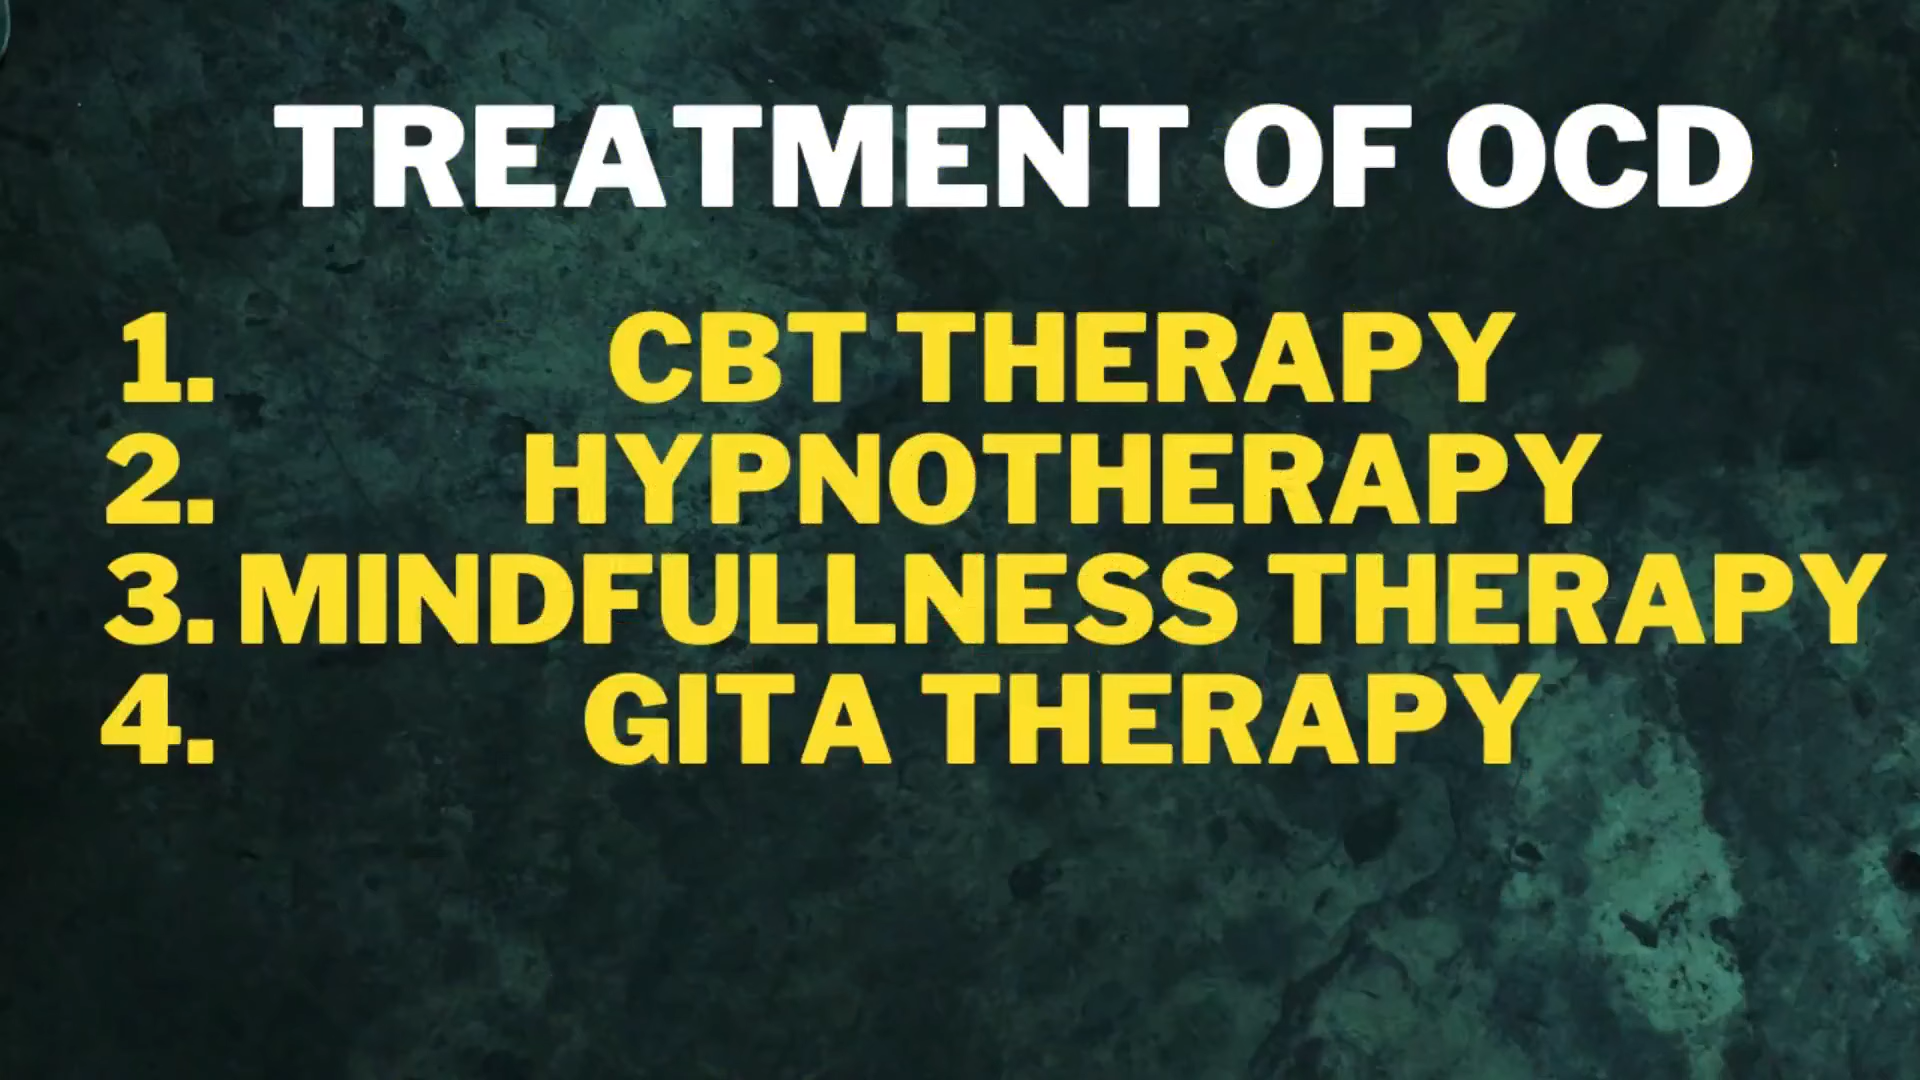 TREATMENT OF OCD
1. CBT THERAPY
2. HYPNOTHERAPY
3. MINDFULLNESS THERAPY
4. GITA THERAPY